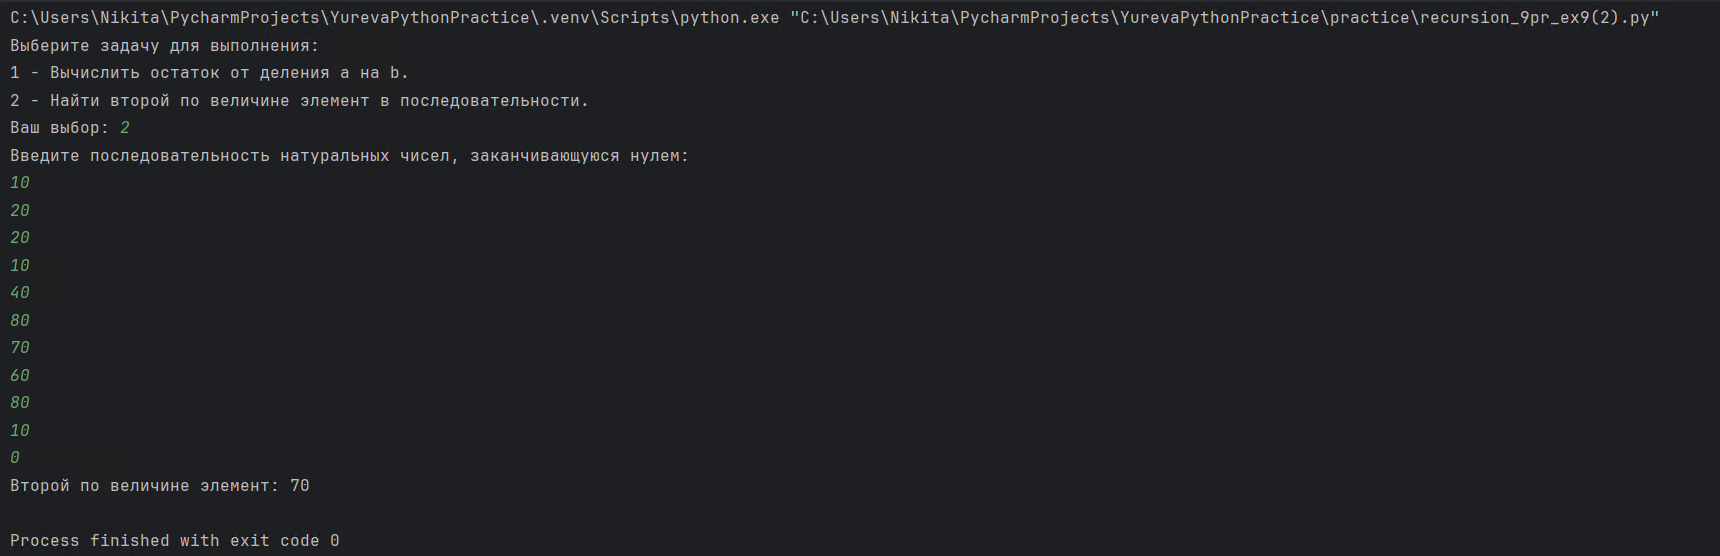 C:\Users\Nikita\PycharmProjects\YurevaPythonPractice\.venv\Scripts\python.exe "C:\Users\Nikita\PycharmProjects\YurevaPythonPractice\practice\recursion_9pr_ex9(2).py"
Выберите задачу для выполнения:
1 - Вычислить остаток от деления a на b.
2 - Найти второй по величине элемент в последовательности.
Ваш выбор: 2
Введите последовательность натуральных чисел, заканчивающуюся нулем:
10
20
20
10
40
80
70
60
80
10
0
Второй по величине элемент: 70
Process finished with exit code 0